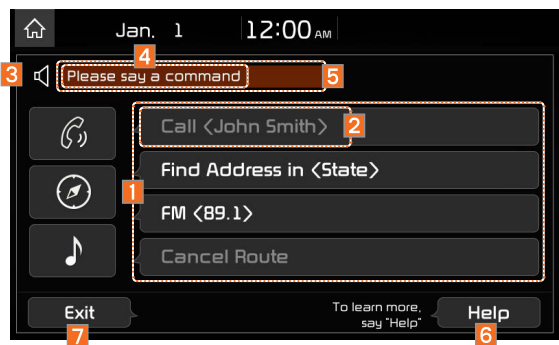 Jan. 1 12:00 AM
4
3 Please say a command 5
Call <John Smith> 2
1 Find Address in <State>
FM <89.1>
Cancel Route
Exit To learn more, Help
say "Help"
7 6